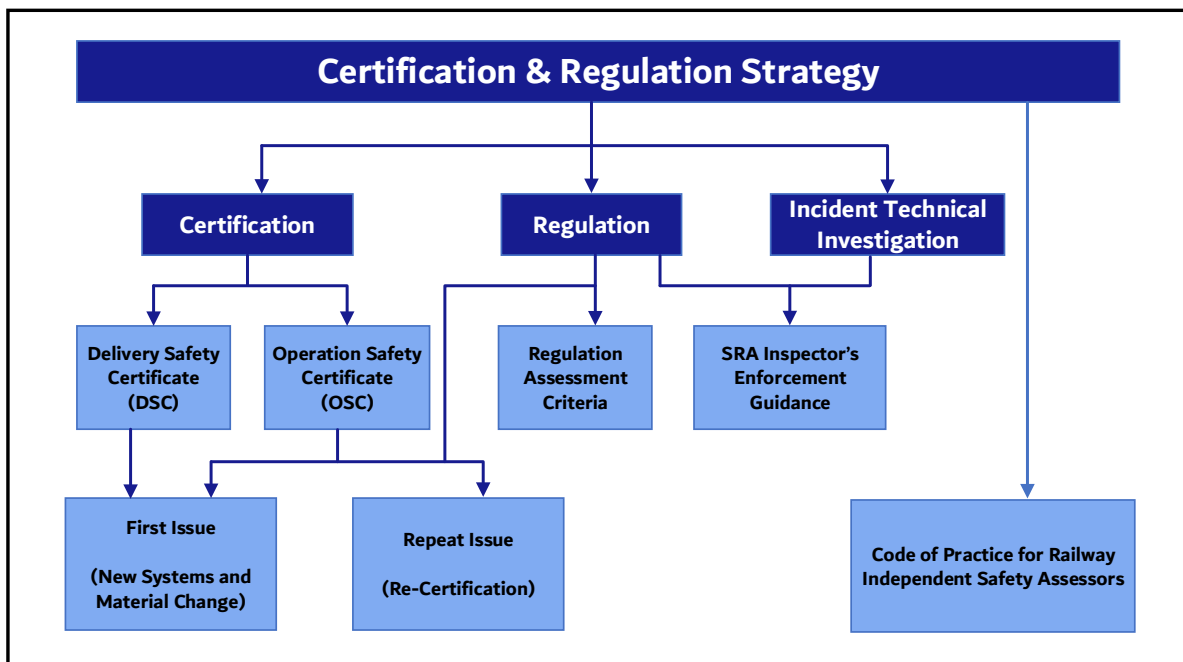 Certification & Regulation Strategy
Certification
Regulation
Incident Technical
Investigation
Delivery Safety
Certificate
(DSC)
Operation Safety
Certificate
(OSC)
Regulation
Assessment
Criteria
SRA Inspector's
Enforcement
Guidance
First Issue
(New Systems and
Material Change)
Repeat Issue
(Re-Certification)
Code of Practice for Railway
Independent Safety Assessors